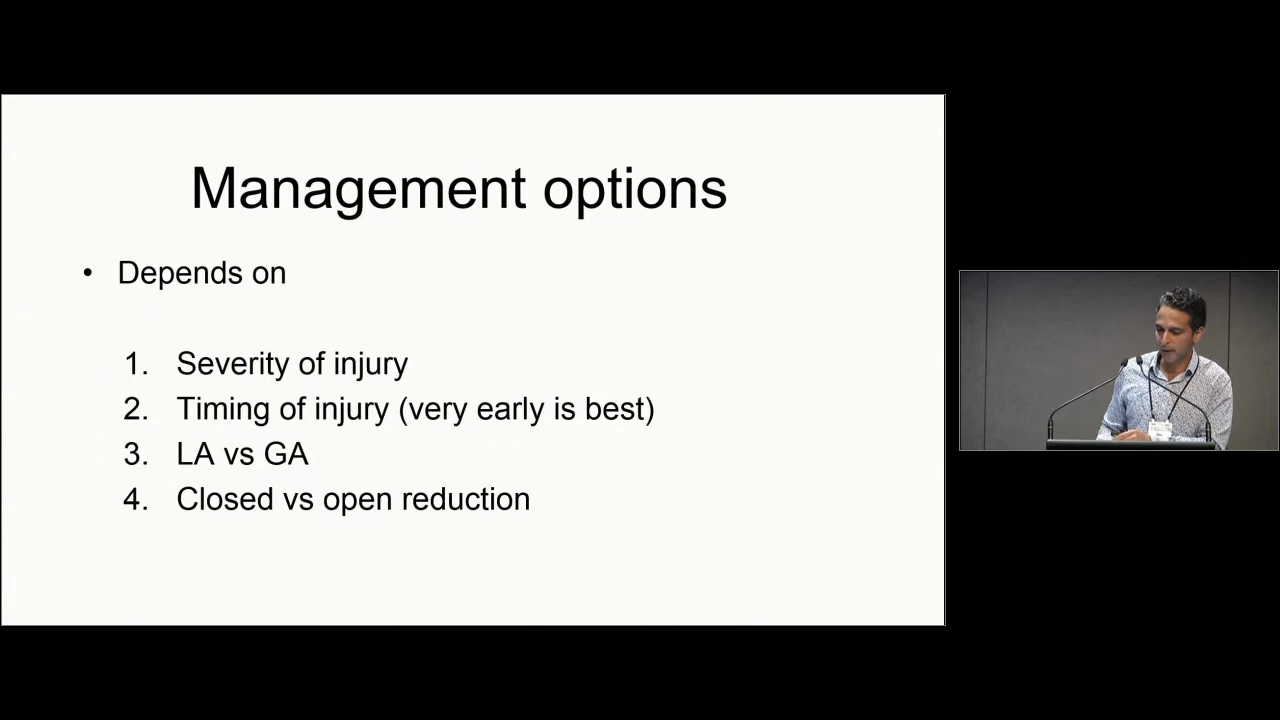 Management options
• Depends on
1. Severity of injury
2. Timing of injury (very early is best)
3. LA vs GA
4. Closed vs open reduction